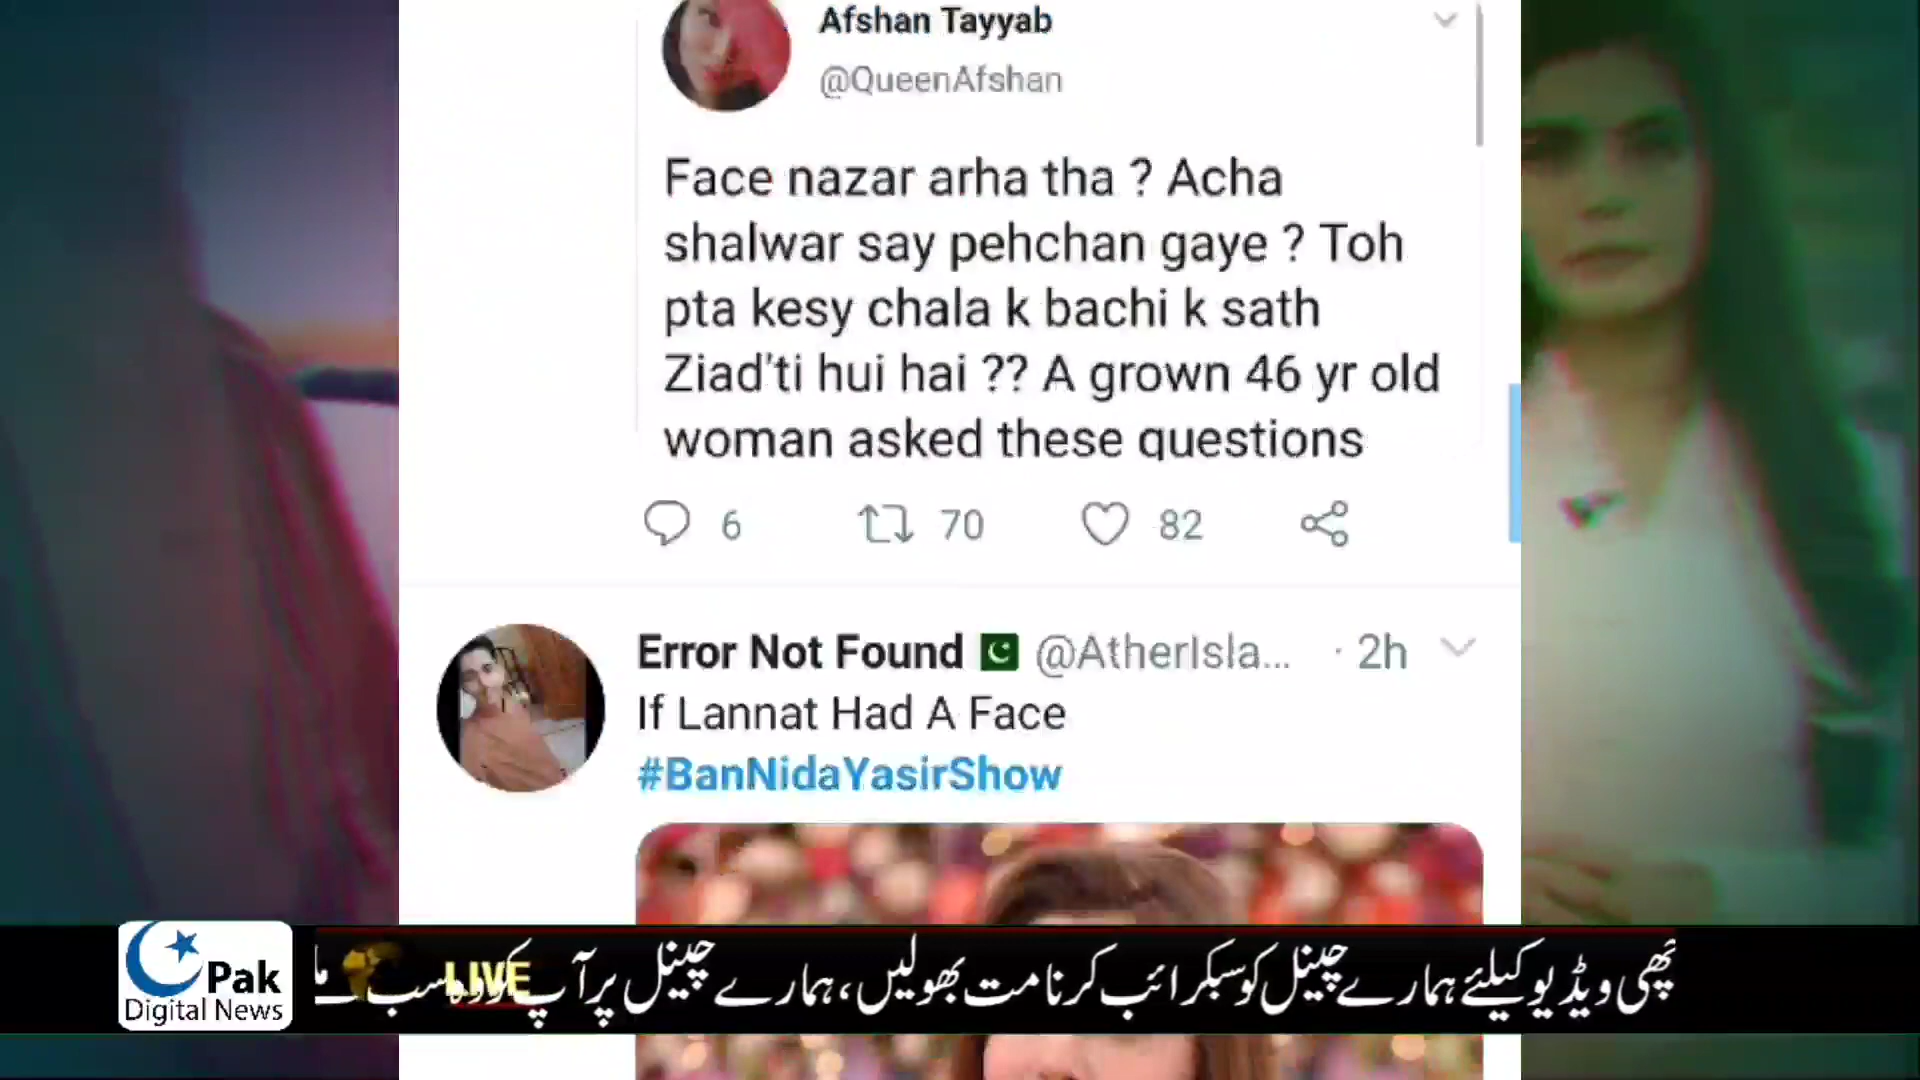 Afshan Tayyab
@QueenAfshan
Face nazar arha tha ? Acha
shalwar say pehchan gaye ? Toh
pta kesy chala k bachi k sath
Ziad'ti hui hai ?? A grown 46 yr old
woman asked these questions
6 70 82
Error Not Found @AtherIsla... · 2h
If Lannat Had A Face
#BanNidaYasirShow
Pak
Digital News
LIVE
ویڈیو کیلئے ہمارے چینل کو سبکرائب کرنا مت بھولیں، ہمارے چینل پر آپ